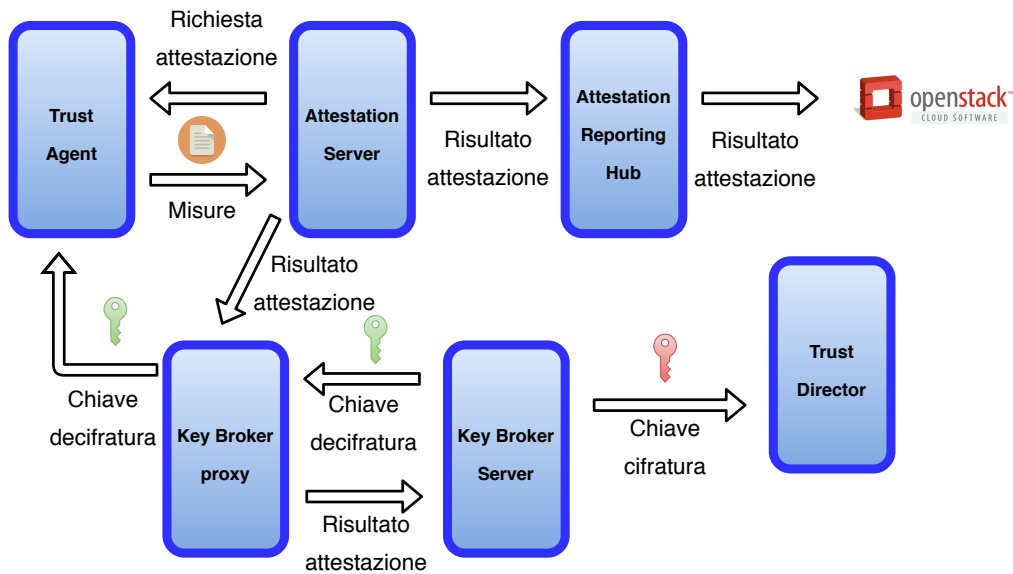 Richiesta
attestazione
Trust
Agent
Misure
Attestation
Server
Risultato
attestazione
Attestation
Reporting
Hub
Risultato
attestazione
openstack™
CLOUD SOFTWARE
Risultato
attestazione
Chiave
decifratura
Key Broker
proxy
Chiave
decifratura
Risultato
attestazione
Key Broker
Server
Chiave
cifratura
Trust
Director